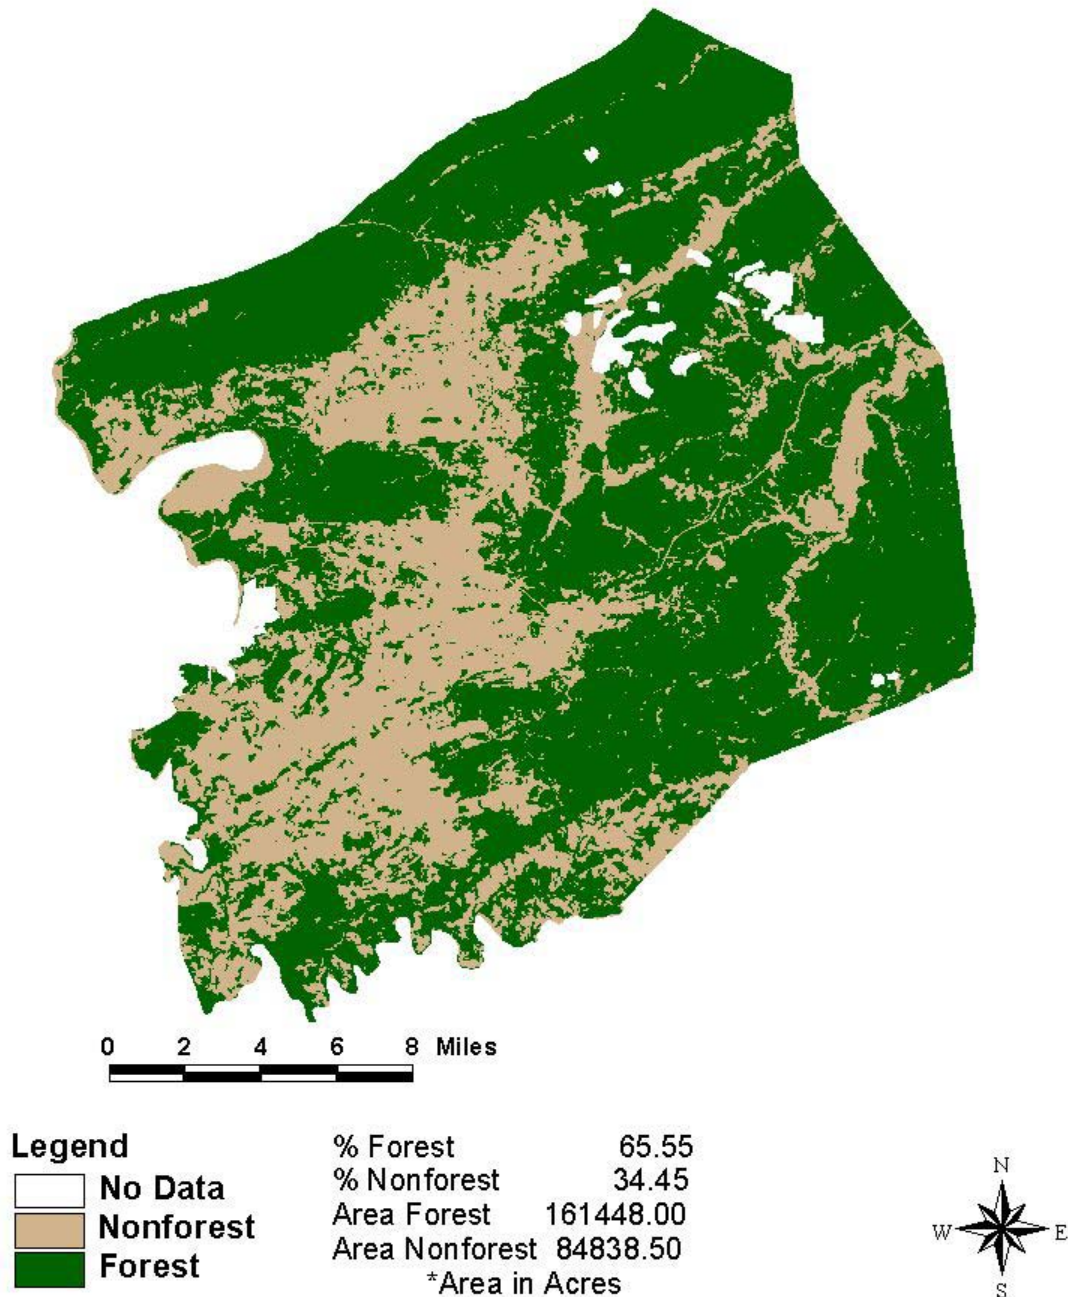 0 2 4 6 8 Miles
Legend
No Data
Nonforest
Forest
% Forest 65.55
% Nonforest 34.45
Area Forest 161448.00
Area Nonforest 84838.50
*Area in Acres
N
W E
S